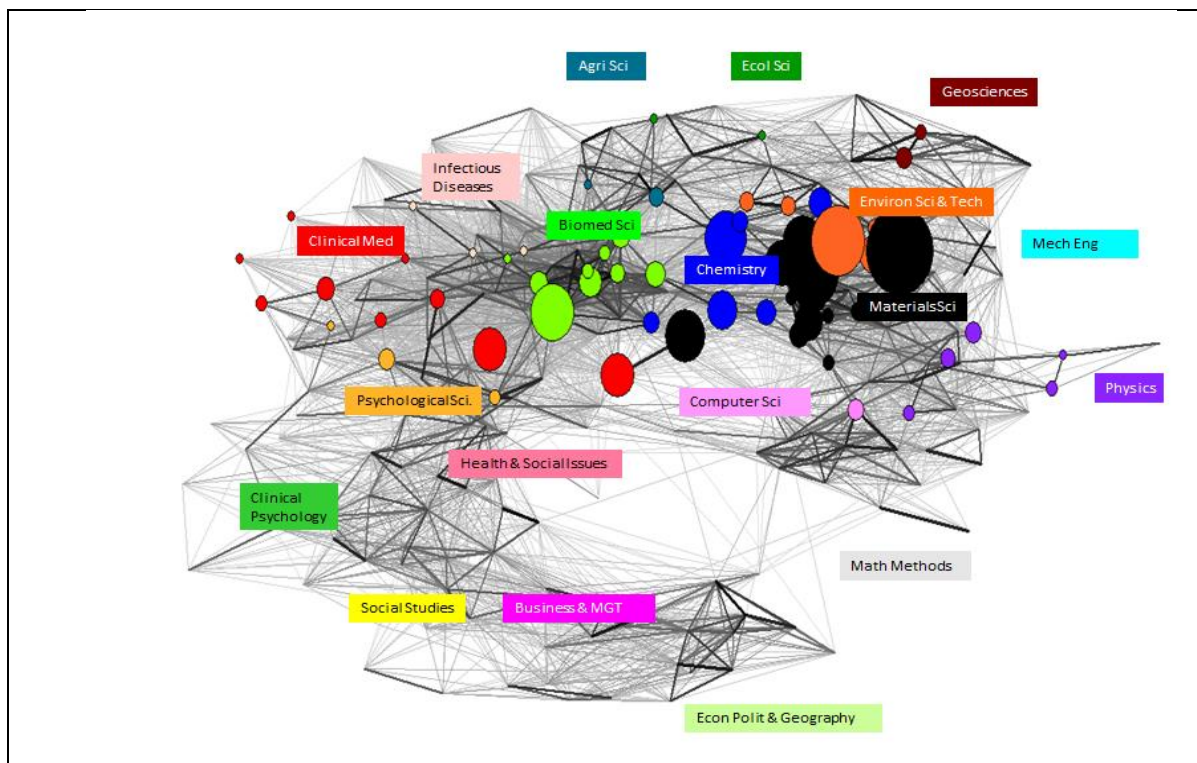 Agri Sci
Ecol Sci
Geosciences
Infectious
Diseases
Environ Sci & Tech
Biomed Sci
Clinical Med
Mech Eng
Chemistry
MaterialsSci
Physics
PsychologicalSci.
Computer Sci
Health & Social Issues
Clinical
Psychology
Math Methods
Social Studies
Business & MGT
Econ Polit & Geography